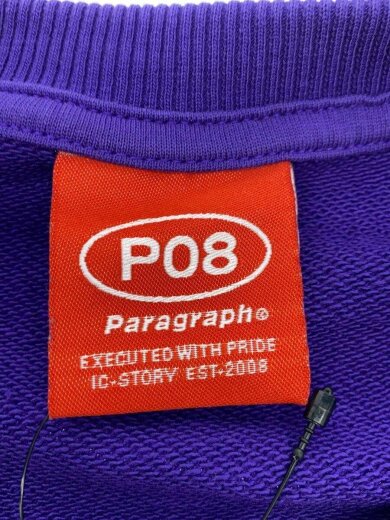 P08
Paragraph®
EXECUTED WITH PRIDE
IC-STORY EST-2008